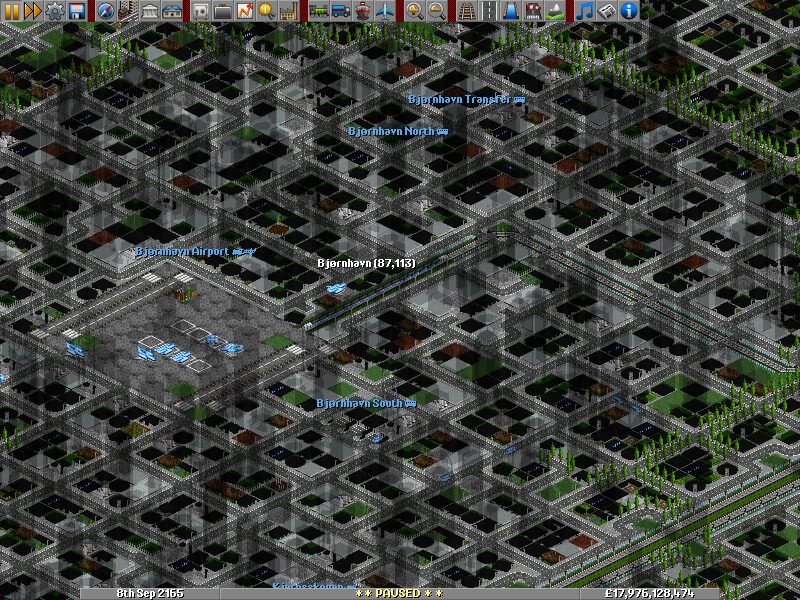 Bjørnhavn Transfer
Bjørnhavn North
Bjørnhavn Airport
Bjørnhavn (87,113)
Bjørnhavn South
8th Sep 2165
** PAUSED **
£17,976,128,474